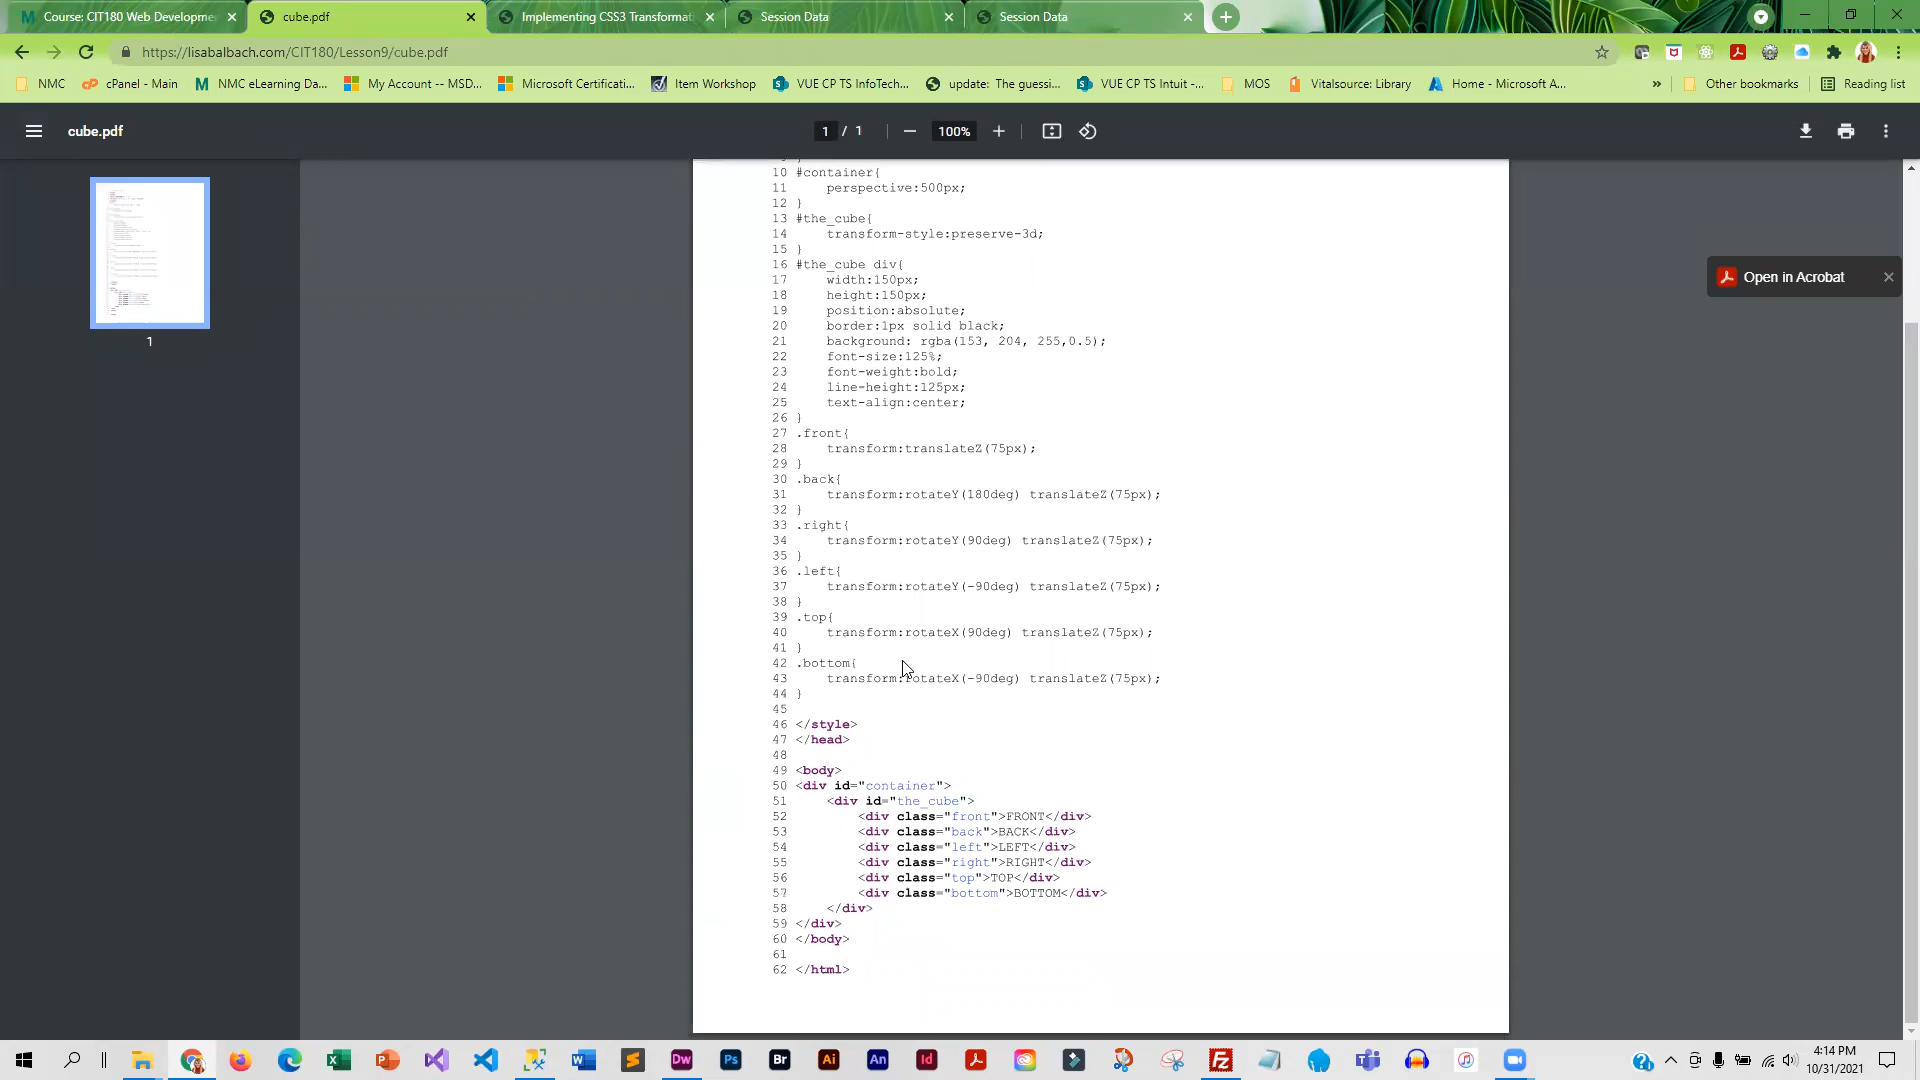 Course: CIT180 Web Developme
cube.pdf
Implementing CSS3 Transformat
Session Data
Session Data
https://lisabalbach.com/CIT180/Lesson9/cube.pdf
NMC
cPanel - Main
NMC eLearning Da...
My Account -- MSD...
Microsoft Certificati...
Item Workshop
VUE CP TS InfoTech...
update: The guessi...
VUE CP TS Intuit -...
MOS
Vitalsource: Library
Home - Microsoft A...
»
Other bookmarks
Reading list
cube.pdf
1 / 1
100%
Open in Acrobat
1
10 #container{
11 perspective:500px;
12 }
13 #the_cube{
14 transform-style:preserve-3d;
15 }
16 #the_cube div{
17 width:150px;
18 height:150px;
19 position:absolute;
20 border:1px solid black;
21 background: rgba(153, 204, 255,0.5);
22 font-size:125%;
23 font-weight:bold;
24 line-height:125px;
25 text-align:center;
26 }
27 .front{
28 transform:translateZ(75px);
29 }
30 .back{
31 transform:rotateY(180deg) translateZ(75px);
32 }
33 .right{
34 transform:rotateY(90deg) translateZ(75px);
35 }
36 .left{
37 transform:rotateY(-90deg) translateZ(75px);
38 }
39 .top{
40 transform:rotateX(90deg) translateZ(75px);
41 }
42 .bottom{
43 transform:rotateX(-90deg) translateZ(75px);
44 }
45
46 </style>
47 </head>
48
49 <body>
50 <div id="container">
51 <div id="the_cube">
52 <div class="front">FRONT</div>
53 <div class="back">BACK</div>
54 <div class="left">LEFT</div>
55 <div class="right">RIGHT</div>
56 <div class="top">TOP</div>
57 <div class="bottom">BOTTOM</div>
58 </div>
59 </div>
60 </body>
61
62 </html>
4:14 PM
10/31/2021